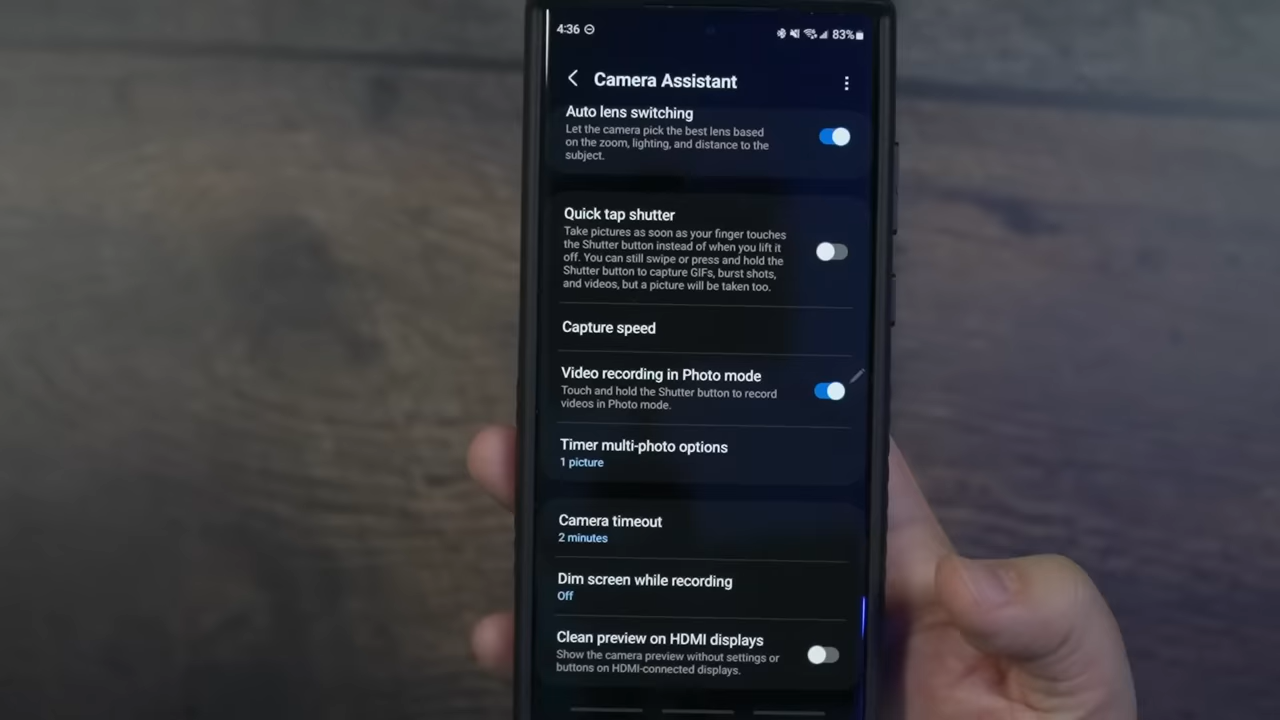 4:36
83%
Camera Assistant
Auto lens switching
Let the camera pick the best lens based
on the zoom, lighting, and distance to the
subject.
Quick tap shutter
Take pictures as soon as your finger touches
the Shutter button instead of when you lift it
off. You can still swipe or press and hold the
Shutter button to capture GIFs, burst shots,
and videos, but a picture will be taken too.
Capture speed
Video recording in Photo mode
Touch and hold the Shutter button to record
videos in Photo mode.
Timer multi-photo options
1 picture
Camera timeout
2 minutes
Dim screen while recording
Off
Clean preview on HDMI displays
Show the camera preview without settings or
buttons on HDMI-connected displays.